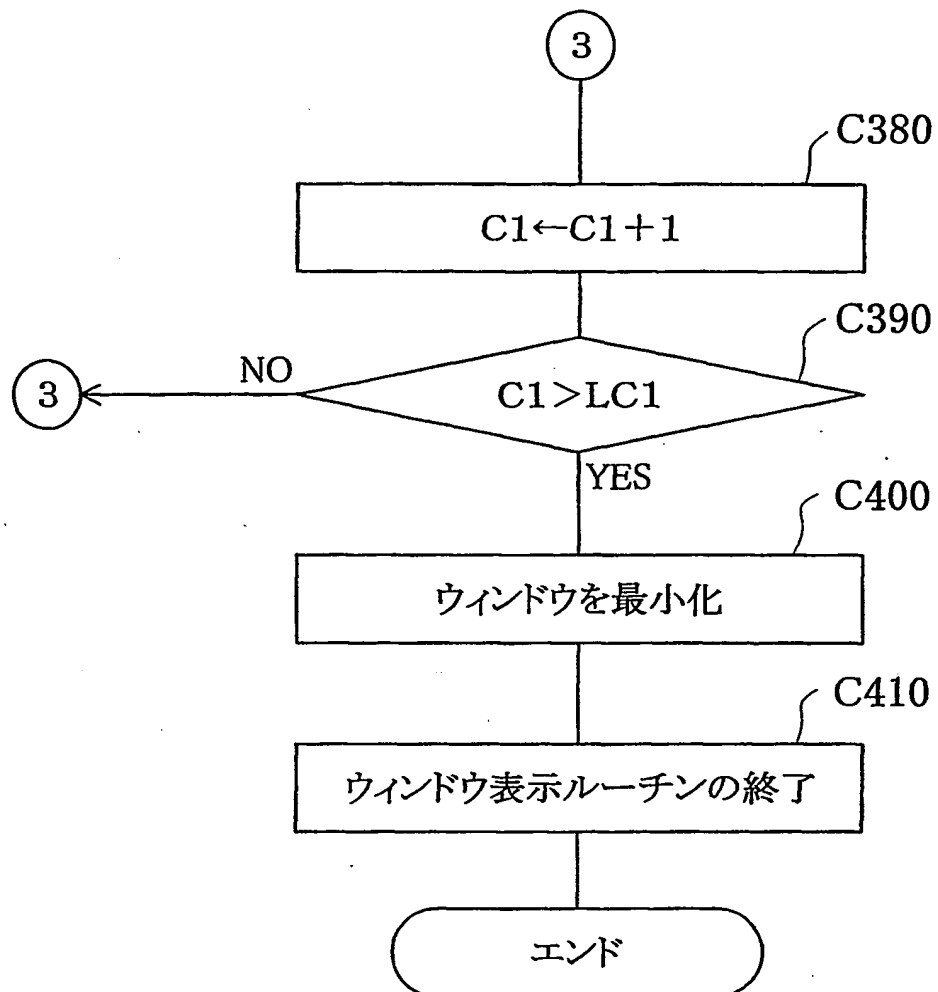 3
C380
C1←C1+1
C390
NO
3
C1>LC1
YES
C400
ウィンドウを最小化
C410
ウィンドウ表示ルーチンの終了
エンド